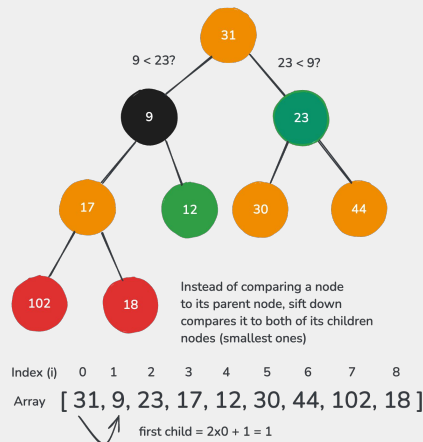 31
9 < 23?
23 < 9?
9
23
17
12
30
44
102
18
Instead of comparing a node
to its parent node, sift down
compares it to both of its children
nodes (smallest ones)
Index (i) 0 1 2 3 4 5 6 7 8
Array [ 31, 9, 23, 17, 12, 30, 44, 102, 18 ]
first child = 2x0 + 1 = 1